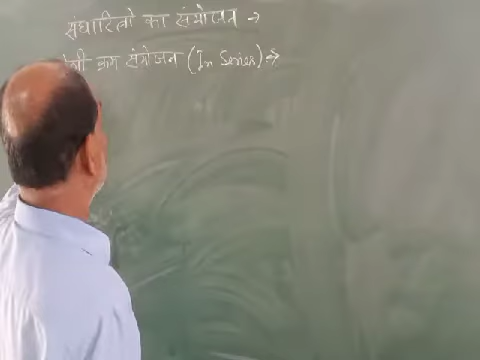 संधारित्रो का संयोजन →
श्रेणी क्रम संयोजन (In Series) →